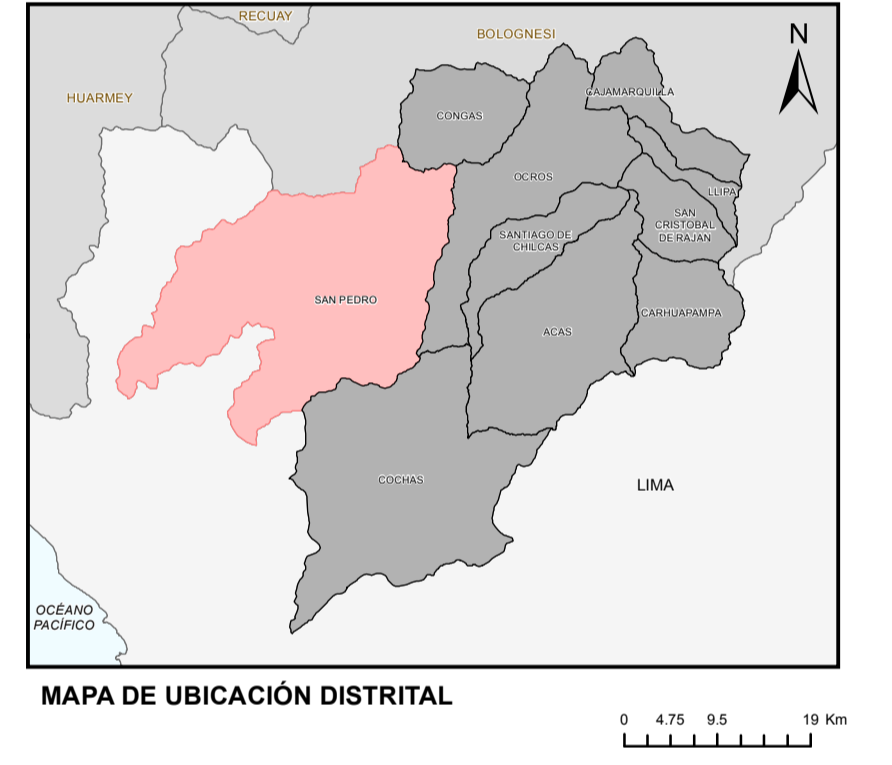 RECUAY
BOLOGNESI
N
HUARMEY
CAJAMARQUILLA
CONGAS
OCROS
LLIPA
SAN
CRISTOBAL
DE RAJAN
SANTIAGO DE
CHILCAS
SAN PEDRO
CARHUAPAMPA
ACAS
COCHAS
LIMA
OCÉANO
PACÍFICO
MAPA DE UBICACIÓN DISTRITAL
0 4.75 9.5 19 Km